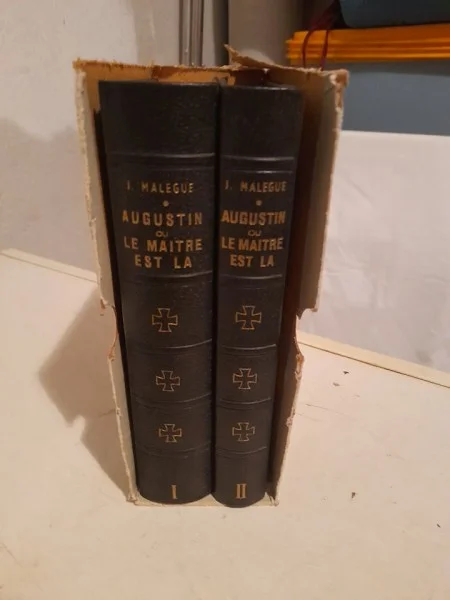 J. MALEGUE
AUGUSTIN
OU
LE MAITRE
EST LA
I
J. MALEGUE
AUGUSTIN
OU
LE MAITRE
EST LA
II